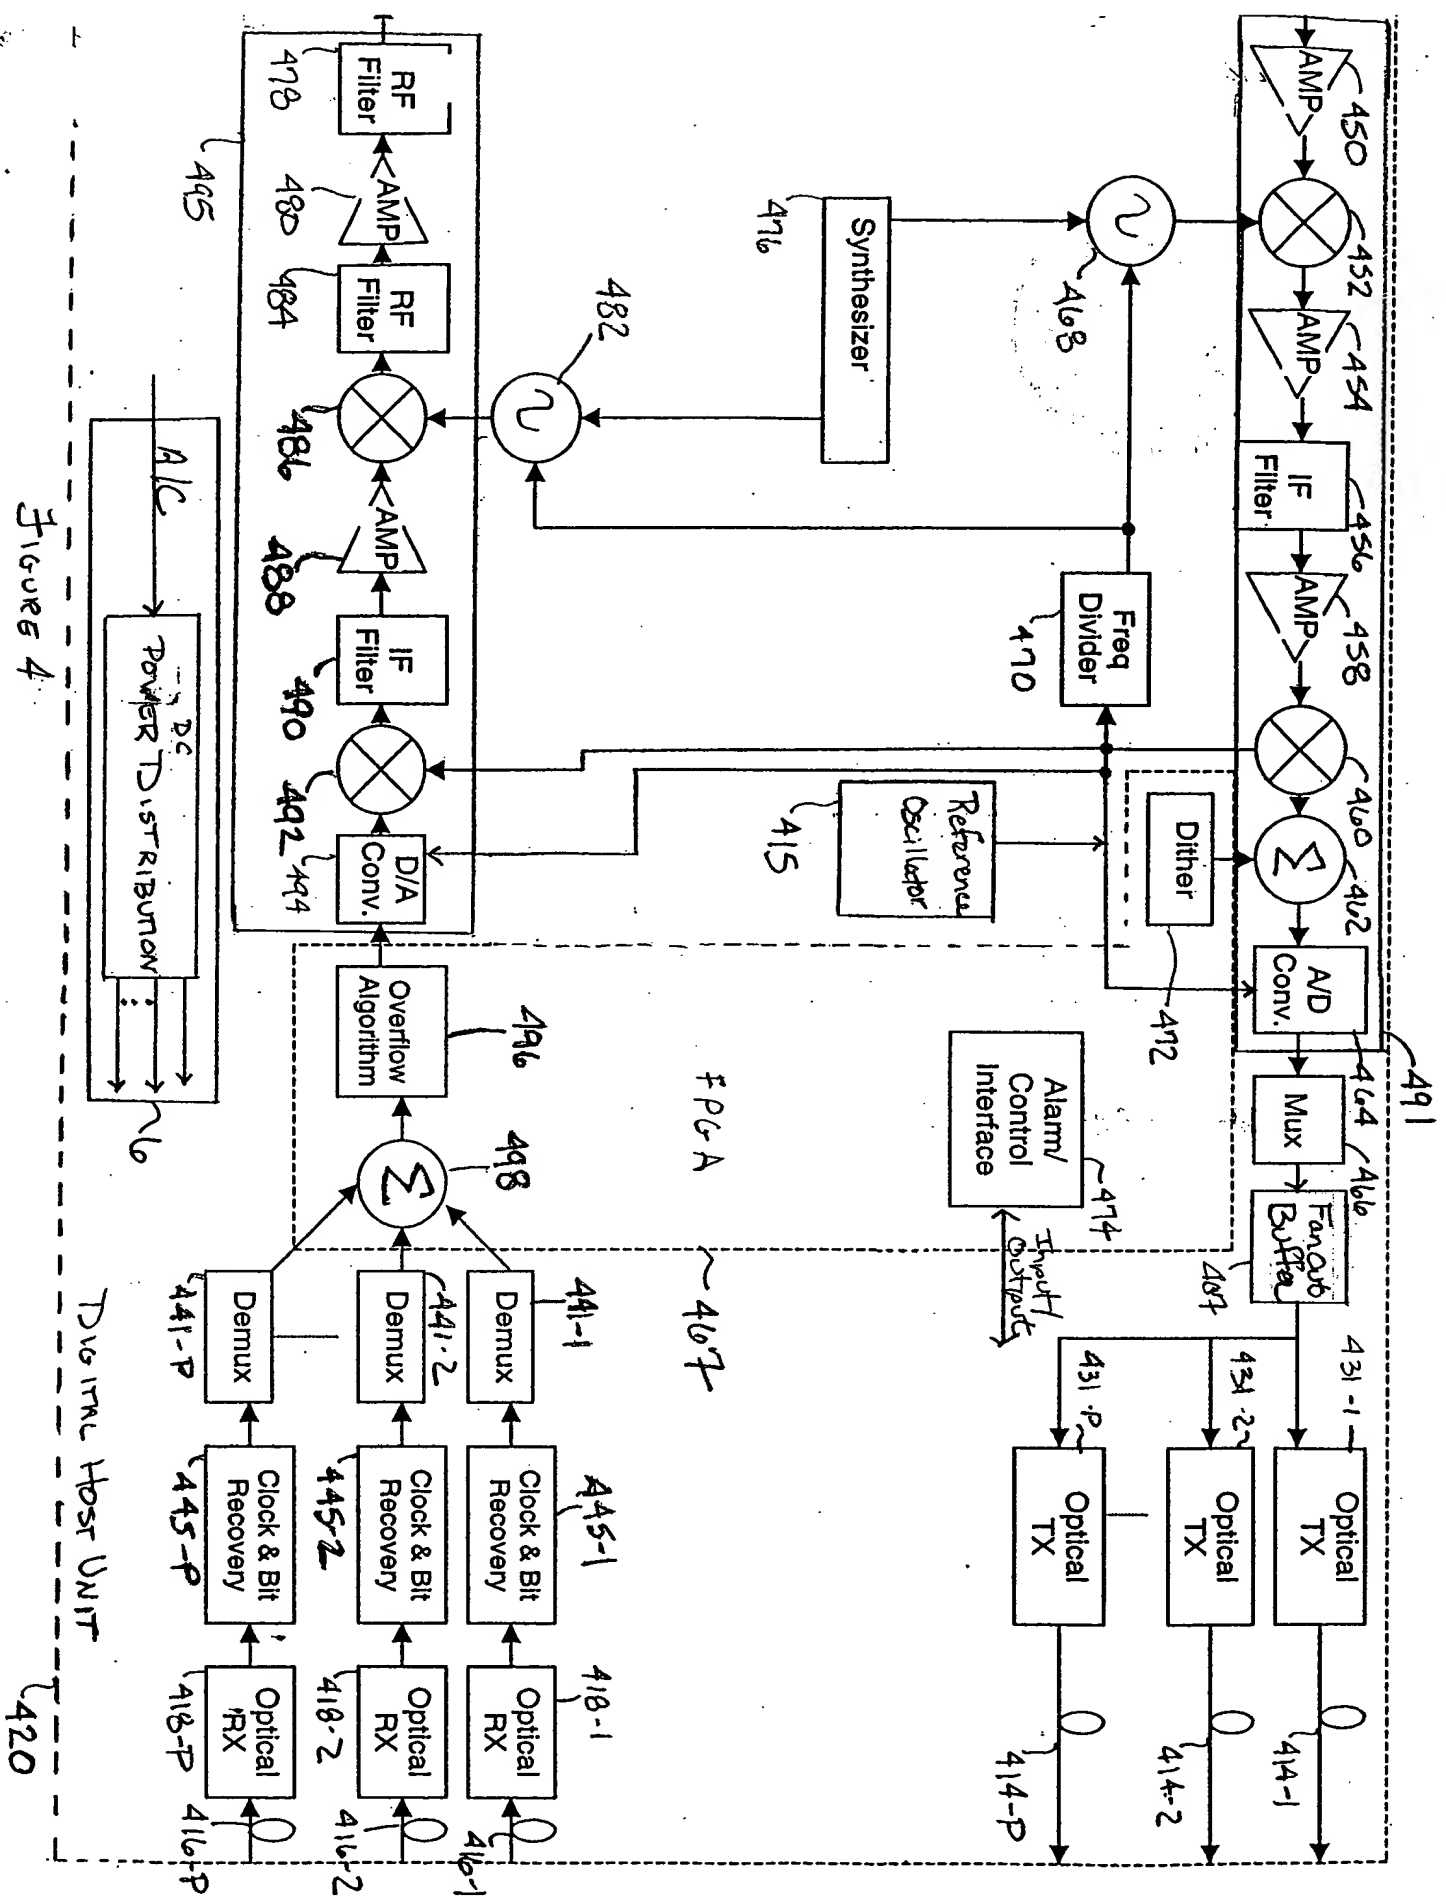 450
452
454
456
458
460
462
464
491
466
AMP
AMP
IF
Filter
AMP
Σ
A/D
Conv.
Mux
Fanout
Buffer
407
431-1
Optical
TX
414-1
431-2
Optical
TX
414-2
431-P
Optical
TX
414-P
468
Freq
Divider
470
Dither
472
Alarm/
Control
Interface
474
Input/
Output
Synthesizer
476
Reference
Oscillator
415
FPGA
467
482
RF
Filter
478
AMP
480
RF
Filter
484
486
AMP
488
IF
Filter
490
492
D/A
Conv.
494
495
Overflow
Algorithm
496
Σ
498
441-1
Demux
445-1
Clock & Bit
Recovery
418-1
Optical
RX
416-1
441-2
Demux
445-2
Clock & Bit
Recovery
418-2
Optical
RX
416-2
Demux
441-P
Clock & Bit
Recovery
445-P
Optical
RX
418-P
416-P
A/C
DC
POWER DISTRIBUTION
6
DIGITAL HOST UNIT
420
FIGURE 4